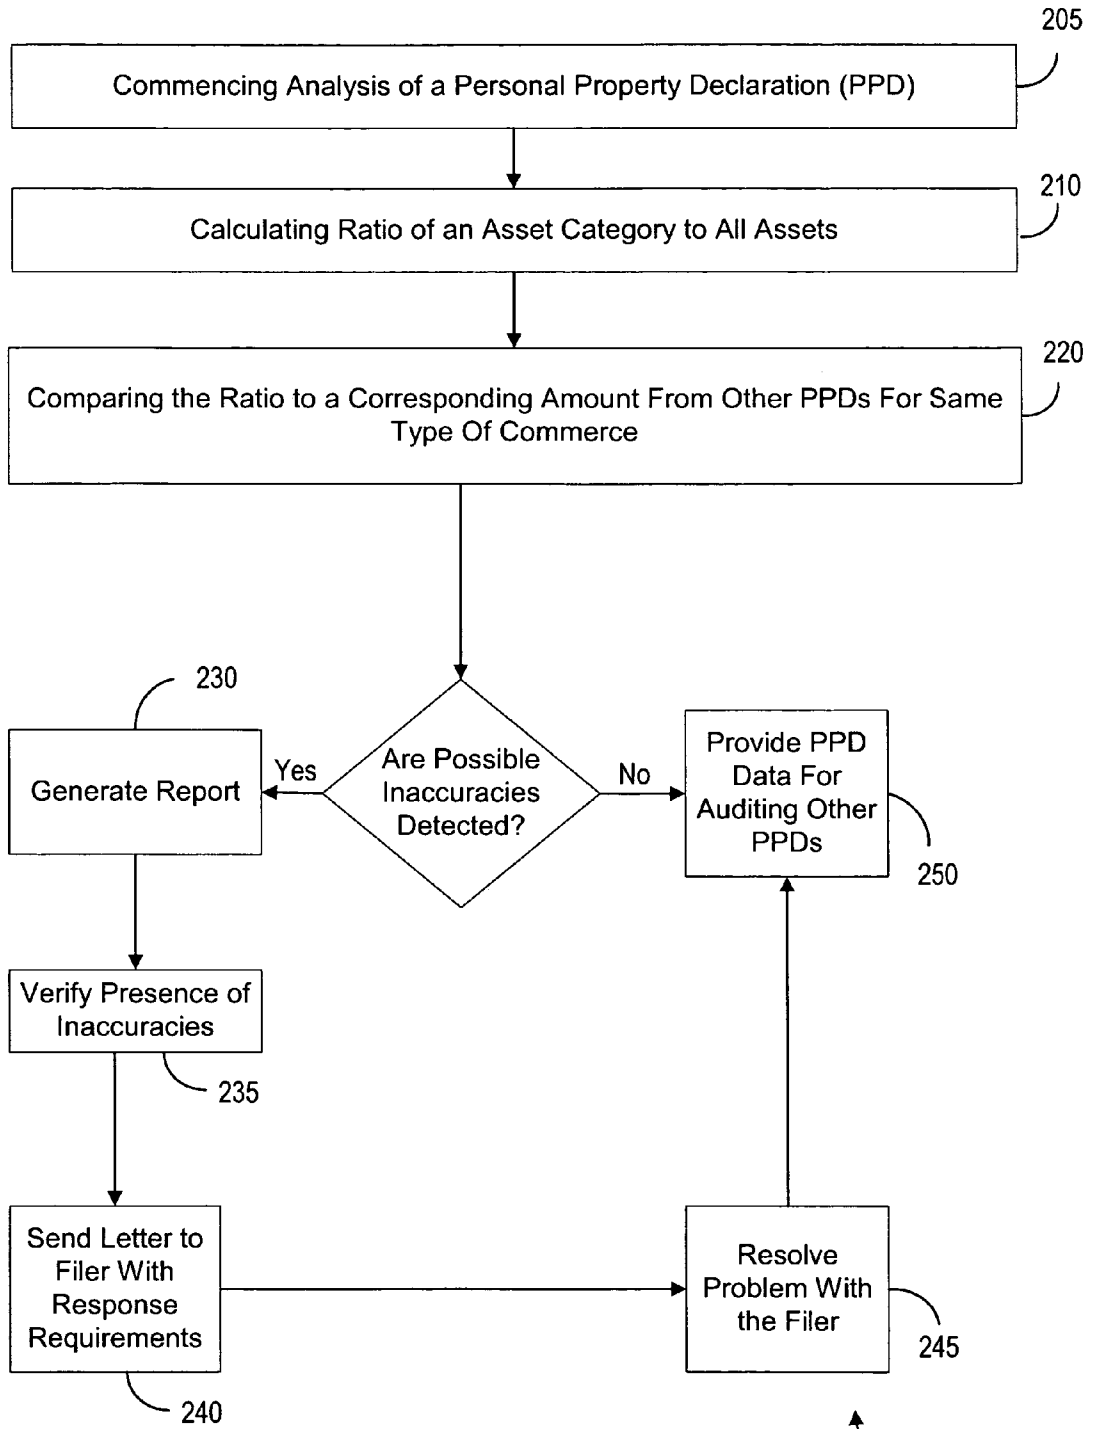 205
Commencing Analysis of a Personal Property Declaration (PPD)
210
Calculating Ratio of an Asset Category to All Assets
220
Comparing the Ratio to a Corresponding Amount From Other PPDs For Same
Type Of Commerce
230
Generate Report
Yes
Are Possible
Inaccuracies
Detected?
No
Provide PPD
Data For
Auditing Other
PPDs
250
Verify Presence of
Inaccuracies
235
Send Letter to
Filer With
Response
Requirements
240
Resolve
Problem With
the Filer
245